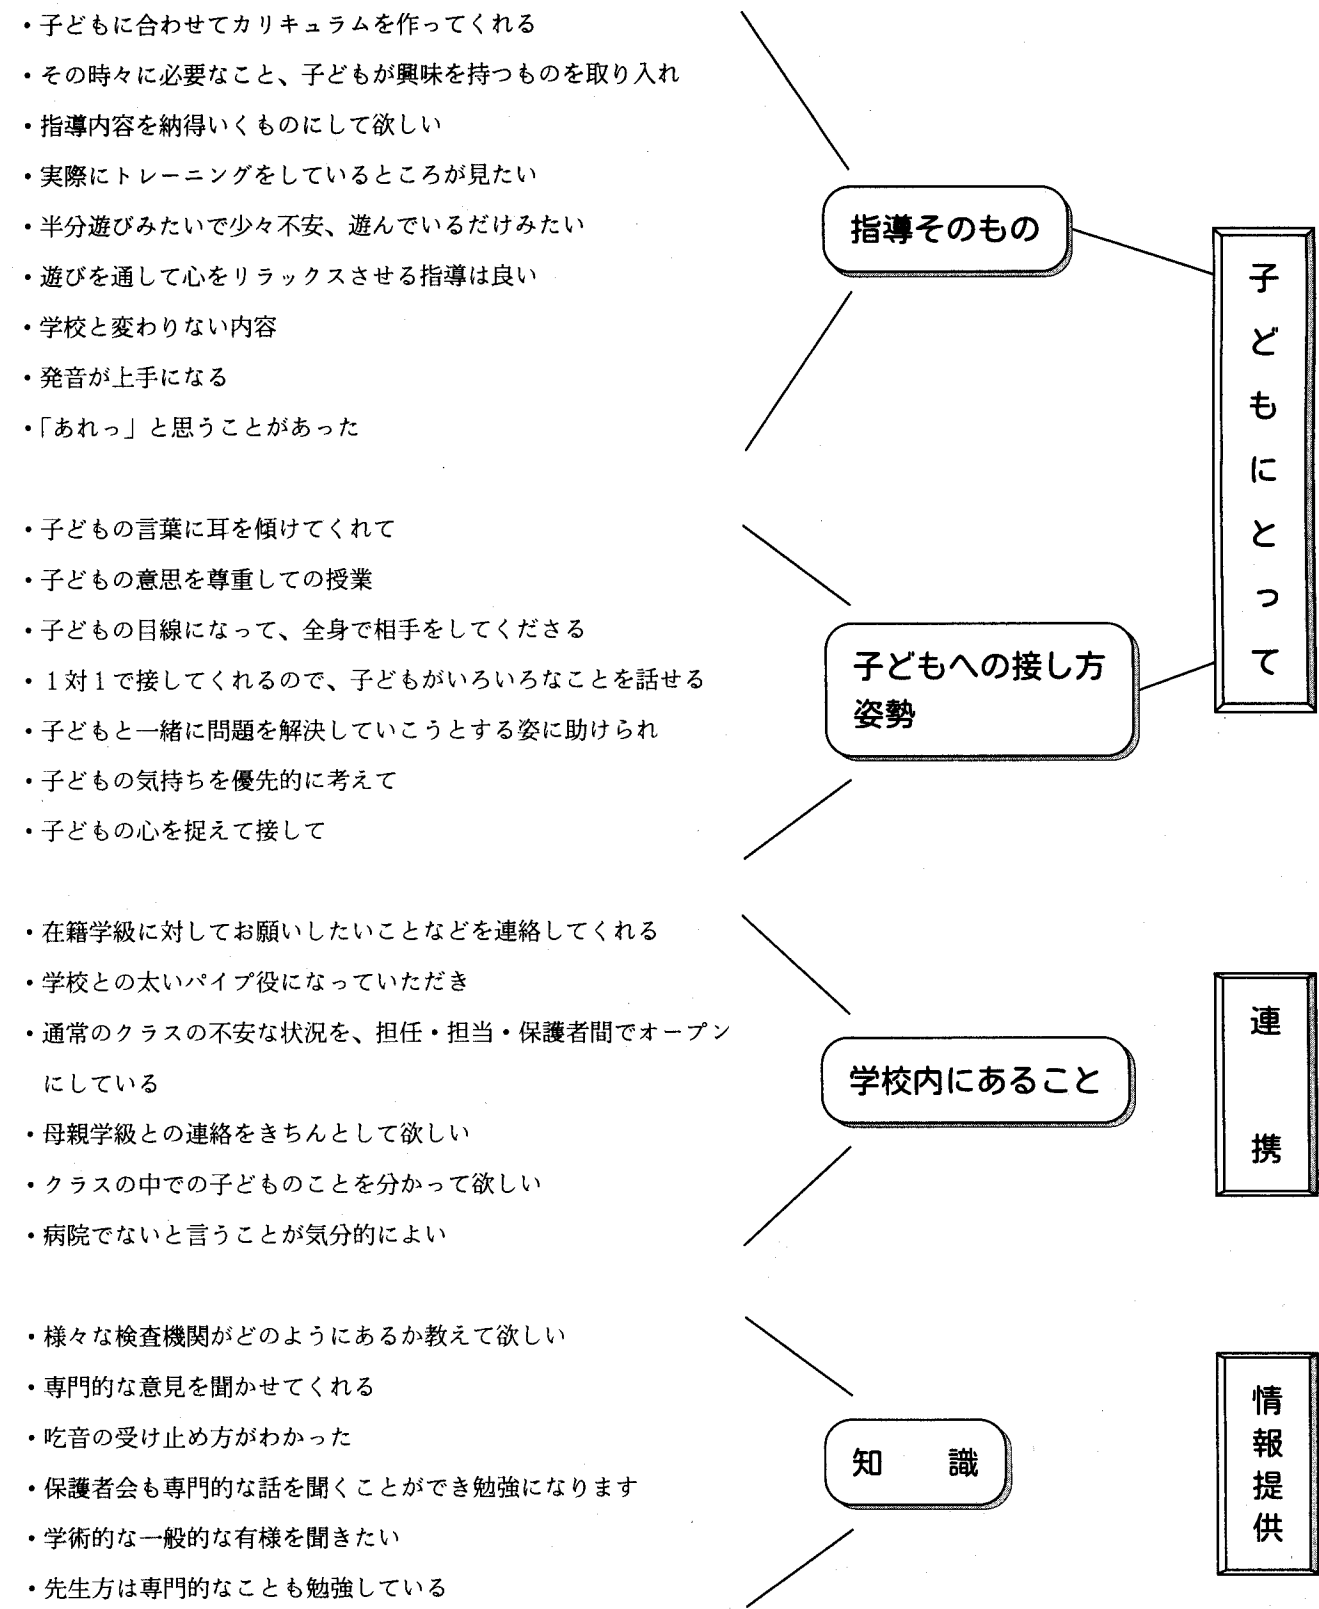 ・子どもに合わせてカリキュラムを作ってくれる
・その時々に必要なこと、子どもが興味を持つものを取り入れ
・指導内容を納得いくものにして欲しい
・実際にトレーニングをしているところが見たい
・半分遊びみたいで少々不安、遊んでいるだけみたい
・遊びを通して心をリラックスさせる指導は良い
・学校と変わりない内容
・発音が上手になる
・「あれっ」と思うことがあった
指導そのもの
・子どもの言葉に耳を傾けてくれて
・子どもの意思を尊重しての授業
・子どもの目線になって、全身で相手をしてくださる
・１対１で接してくれるので、子どもがいろいろなことを話せる
・子どもと一緒に問題を解決していこうとする姿に助けられ
・子どもの気持ちを優先的に考えて
・子どもの心を捉えて接して
子どもへの接し方
姿勢
子どもにとって
・在籍学級に対してお願いしたいことなどを連絡してくれる
・学校との太いパイプ役になっていただき
・通常のクラスの不安な状況を、担任・担当・保護者間でオープン
にしている
・母親学級との連絡をきちんとして欲しい
・クラスの中での子どものことを分かって欲しい
・病院でないと言うことが気分的によい
学校内にあること
連携
・様々な検査機関がどのようにあるか教えて欲しい
・専門的な意見を聞かせてくれる
・吃音の受け止め方がわかった
・保護者会も専門的な話を聞くことができ勉強になります
・学術的な一般的な有様を聞きたい
・先生方は専門的なことも勉強している
知識
情報提供